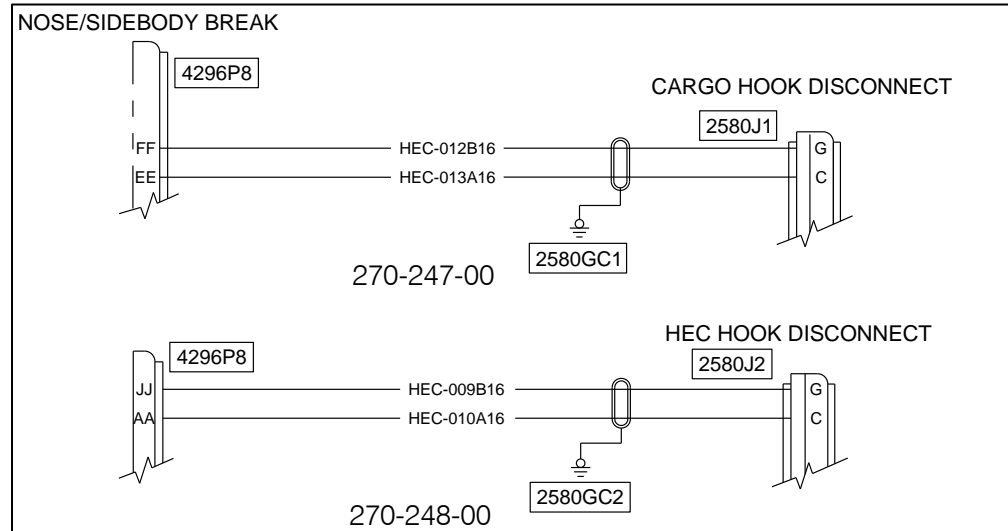 NOSE/SIDEBODY BREAK
4296P8
CARGO HOOK DISCONNECT
2580J1
FF HEC-012B16 G
EE HEC-013A16 C
2580GC1
270-247-00
HEC HOOK DISCONNECT
4296P8
2580J2
JJ HEC-009B16 G
AA HEC-010A16 C
2580GC2
270-248-00